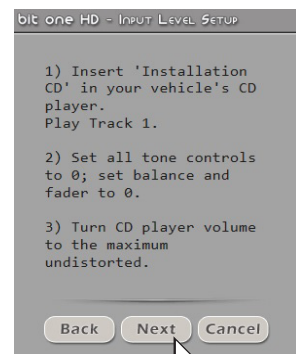 bit one HD - Input Level Setup
1) Insert 'Installation
CD' in your vehicle's CD
player.
Play Track 1.
2) Set all tone controls
to 0; set balance and
fader to 0.
3) Turn CD player volume
to the maximum
undistorted.
Back Next Cancel